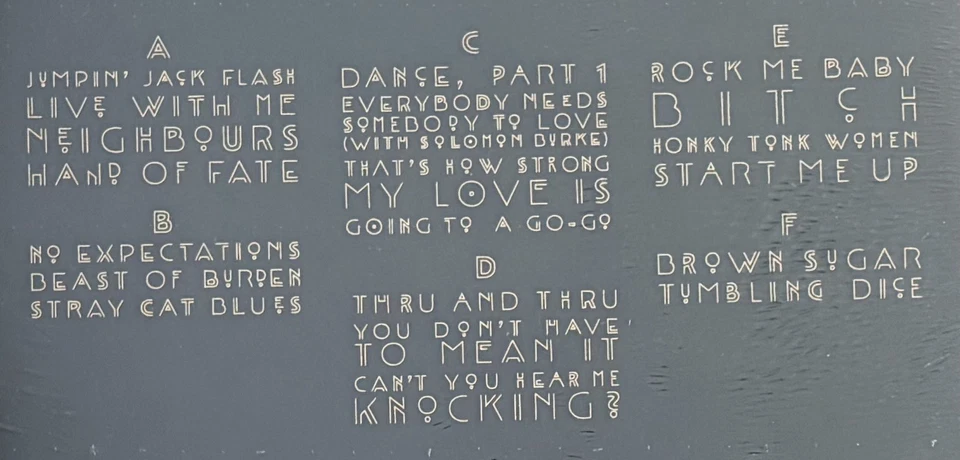 A
JUMPIN' JACK FLASH
LIVE WITH ME
NEIGHBOURS
HAND OF FATE
B
NO EXPECTATIONS
BEAST OF BURDEN
STRAY CAT BLUES
C
DANCE, PART 1
EVERYBODY NEEDS
SOMEBODY TO LOVE
(WITH SOLOMON BURKE)
THAT'S HOW STRONG
MY LOVE IS
GOING TO A GO-GO
D
THRU AND THRU
YOU DON'T HAVE
TO MEAN IT
CAN'T YOU HEAR ME
KNOCKING?
E
ROCK ME BABY
BITCH
HONKY TONK WOMEN
START ME UP
F
BROWN SUGAR
TUMBLING DICE